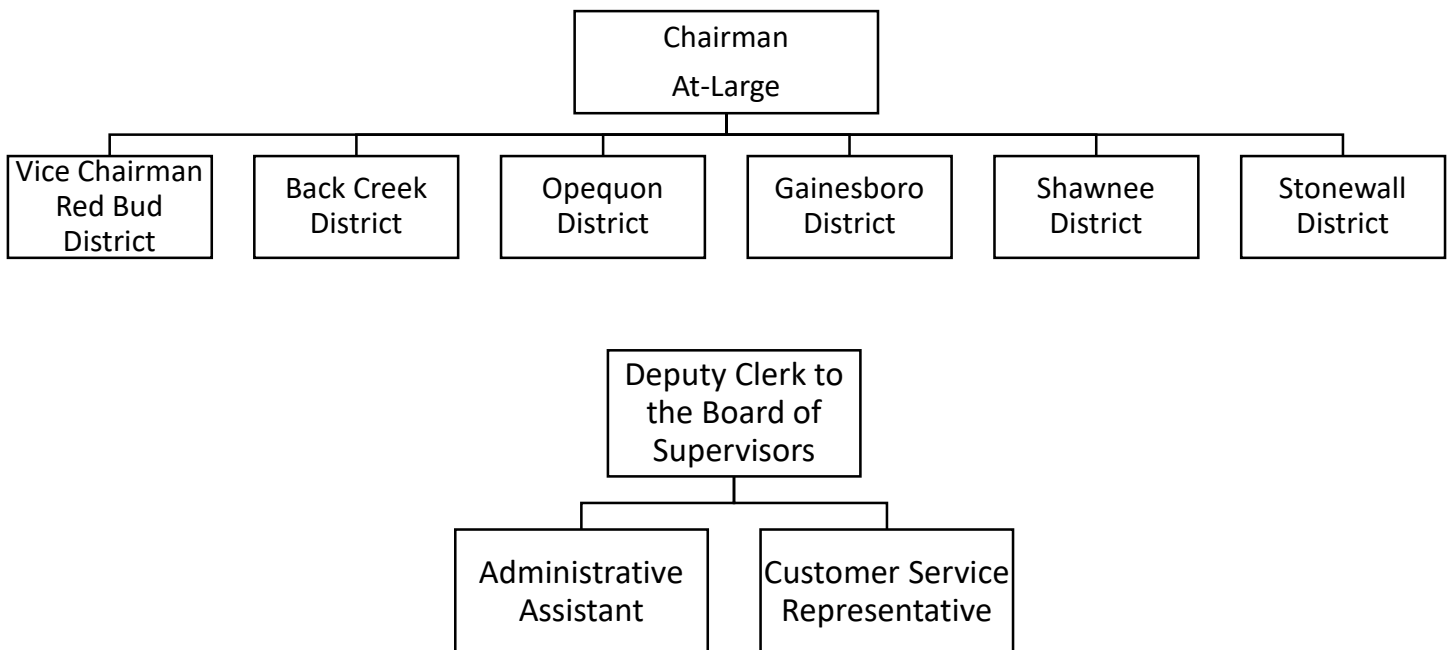 Chairman
At-Large
Vice Chairman
Red Bud
District
Back Creek
District
Opequon
District
Gainesboro
District
Shawnee
District
Stonewall
District
Deputy Clerk to
the Board of
Supervisors
Administrative
Assistant
Customer Service
Representative